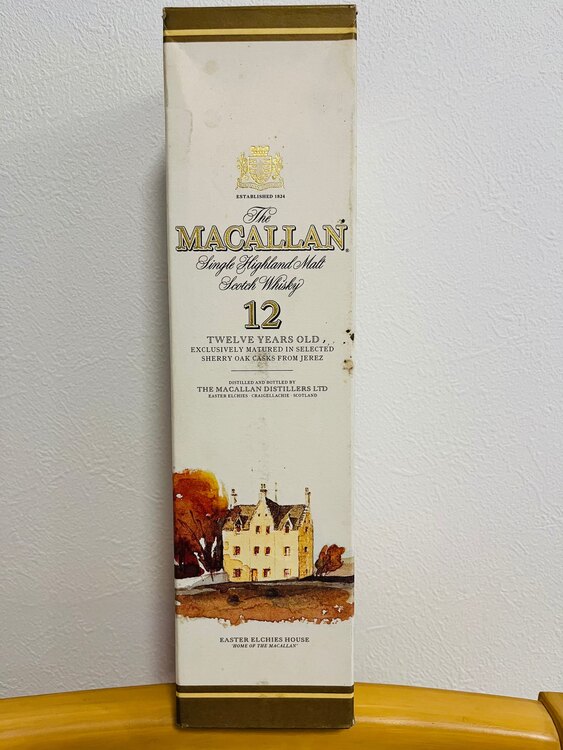 ESTABLISHED 1824
The
MACALLAN®
Single Highland Malt
Scotch Whisky
12
TWELVE YEARS OLD,
EXCLUSIVELY MATURED IN SELECTED
SHERRY OAK CASKS FROM JEREZ
DISTILLED AND BOTTLED BY
THE MACALLAN DISTILLERS LTD
EASTER ELCHIES · CRAIGELLACHIE · SCOTLAND
EASTER ELCHIES HOUSE
'HOME OF THE MACALLAN'